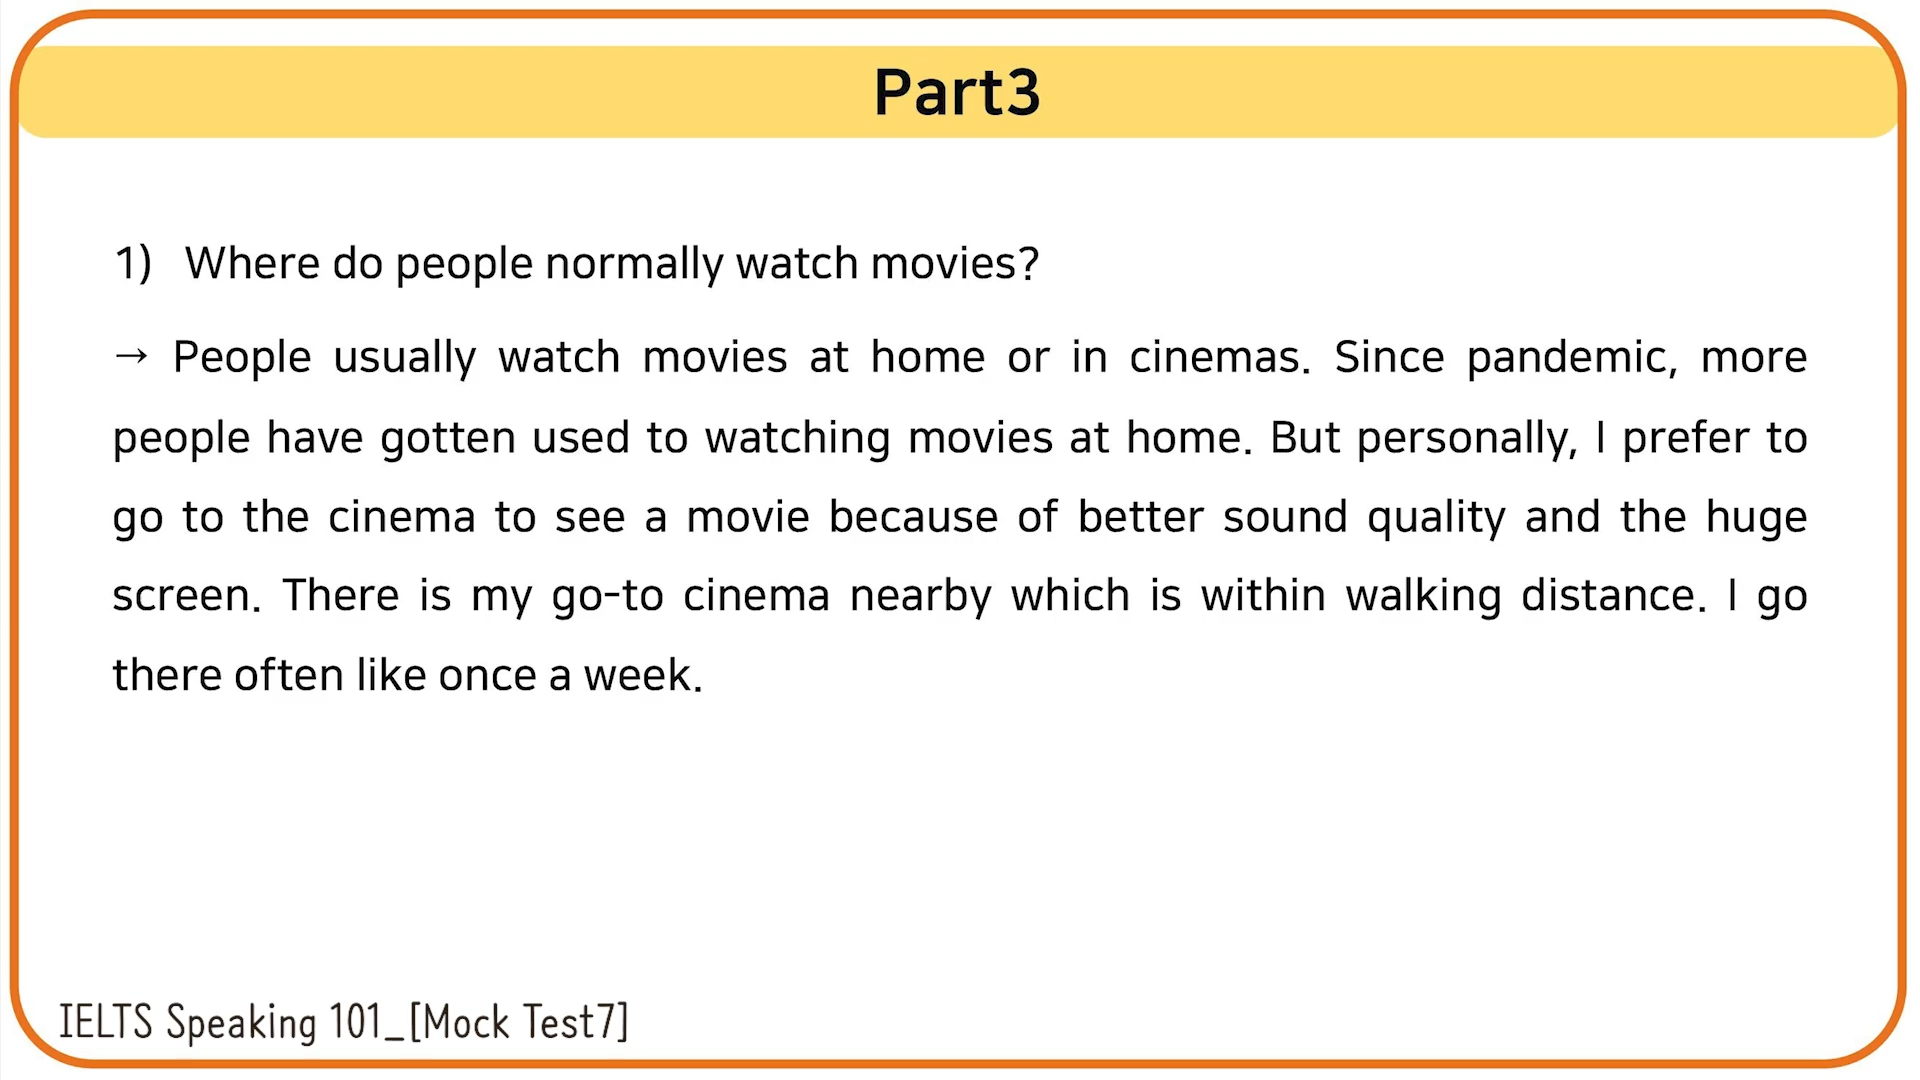 Part3
1) Where do people normally watch movies?
→ People usually watch movies at home or in cinemas. Since pandemic, more
people have gotten used to watching movies at home. But personally, I prefer to
go to the cinema to see a movie because of better sound quality and the huge
screen. There is my go-to cinema nearby which is within walking distance. I go
there often like once a week.
IELTS Speaking 101_[Mock Test7]